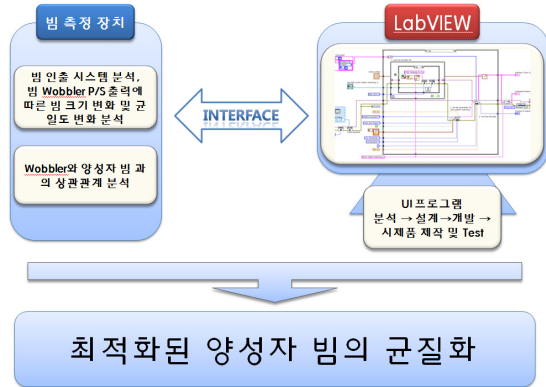 빔 측정 장치
빔 인출 시스템 분석,
빔 Wobbler P/S 출력에
따른 빔 크기 변화 및 균
일도 변화 분석
Wobbler와 양성자 빔 과
의 상관관계 분석
INTERFACE
LabVIEW
UI 프로그램
분석 → 설계→개발 →
시제품 제작 및 Test
최적화된 양성자 빔의 균질화